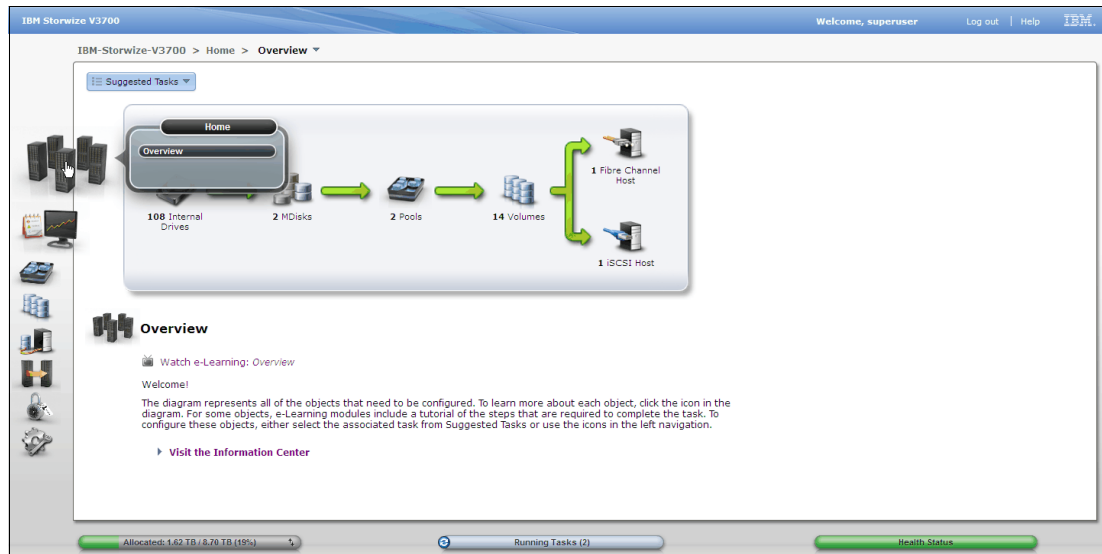 IBM Storwize V3700
Welcome, superuser
Log out | Help
IBM.
IBM-Storwize-V3700 > Home > Overview
Suggested Tasks
Home
Overview
108 Internal
Drives
2 MDisks
2 Pools
14 Volumes
1 Fibre Channel
Host
1 iSCSI Host
Overview
Watch e-Learning: Overview
Welcome!
The diagram represents all of the objects that need to be configured. To learn more about each object, click the icon in the
diagram. For some objects, e-Learning modules include a tutorial of the steps that are required to complete the task. To
configure these objects, either select the associated task from Suggested Tasks or use the icons in the left navigation.
Visit the Information Center
Allocated: 1.62 TB / 8.70 TB (19%)
Running Tasks (2)
Health Status